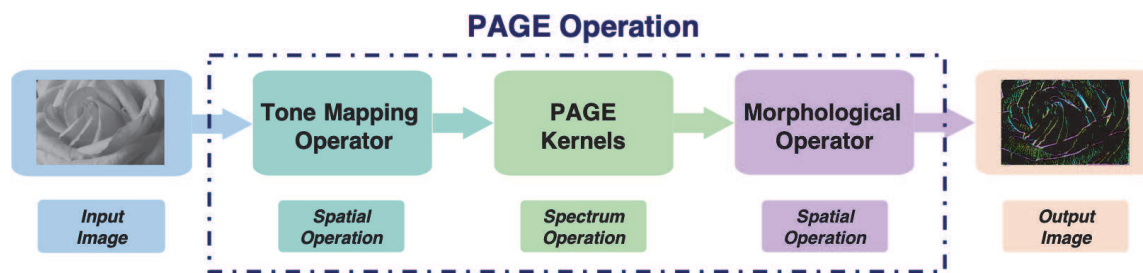 PAGE Operation
Tone Mapping
Operator
PAGE
Kernels
Morphological
Operator
Input
Image
Spatial
Operation
Spectrum
Operation
Spatial
Operation
Output
Image